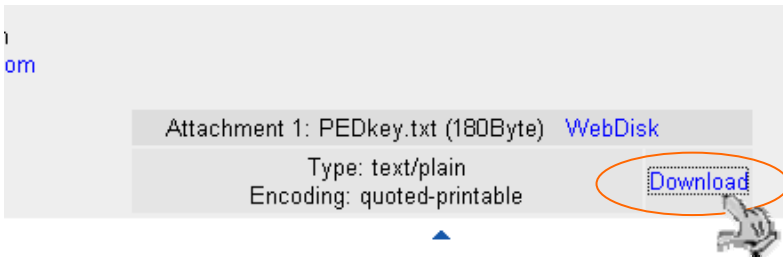 om
Attachment 1: PEDkey.txt (180Byte) WebDisk
Type: text/plain
Encoding: quoted-printable
Download